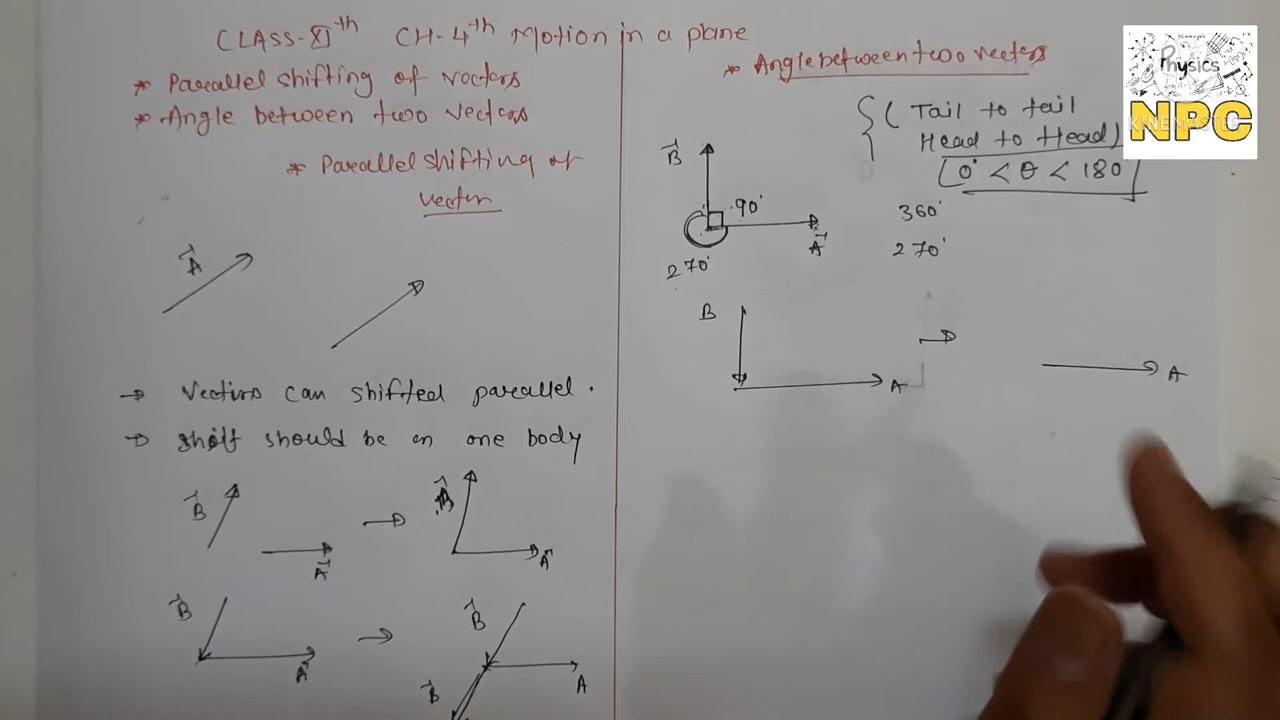 CLASS-XIth CH-4th Motion in a plane
* Parallel shifting of vectors
* Angle between two vectors
* Parallel shifting of
vector
A
→ Vectors can shifted parallel.
→ shift should be on one body
B
A
B
A
B
A
B
A
B
* Angle between two vectors
( Tail to tail
Head to Head)
0° < θ < 180
B
90°
A
270°
360°
270°
B
A
A
Physics
NPC
KINEMASTER